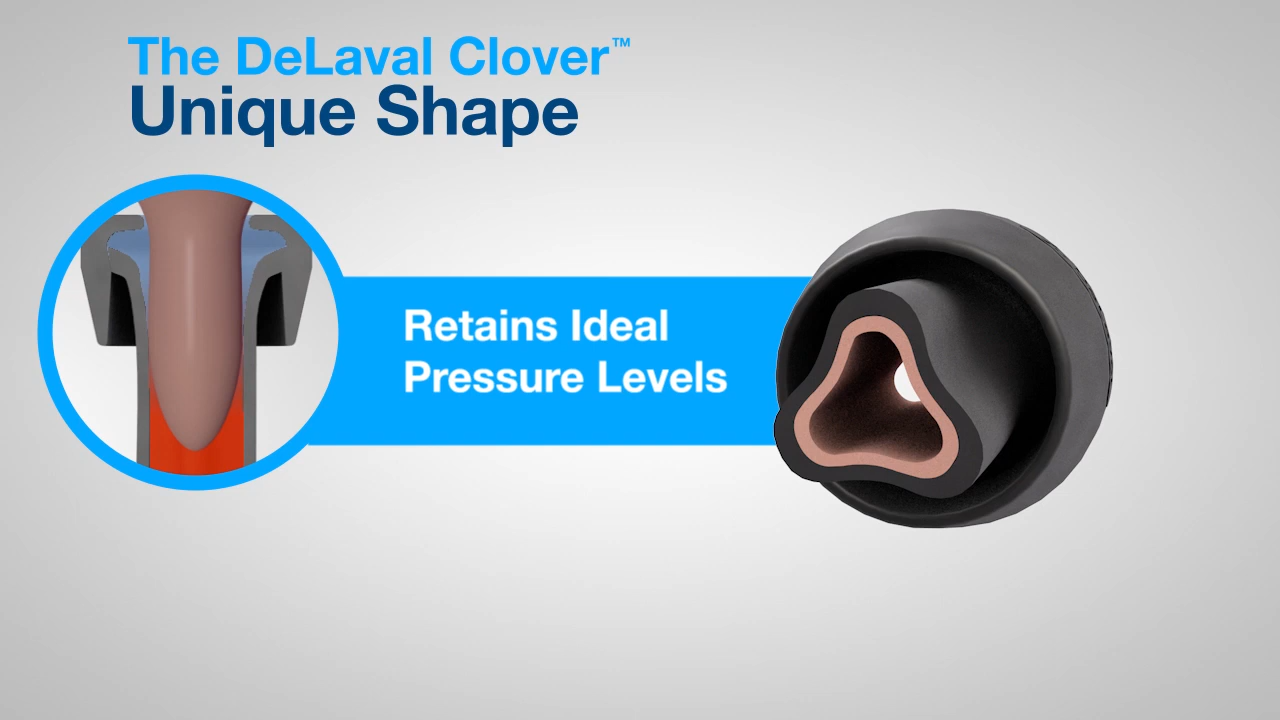 The DeLaval Clover™
Unique Shape
Retains Ideal
Pressure Levels